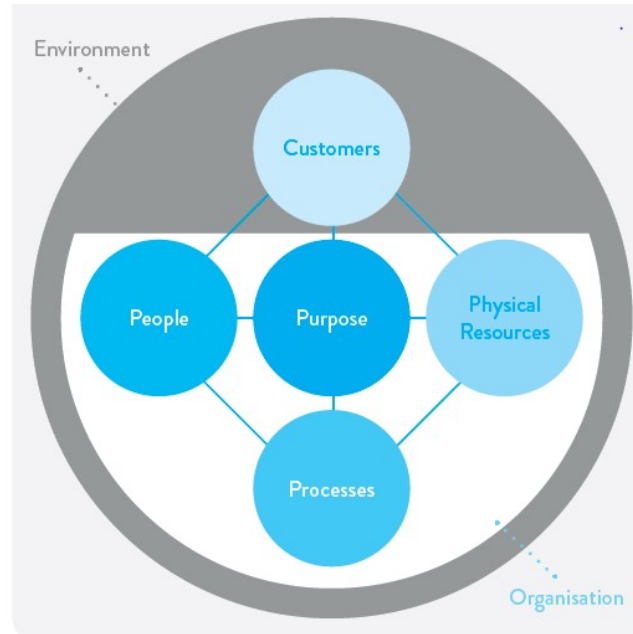 Environment
Customers
People
Purpose
Physical
Resources
Processes
Organisation